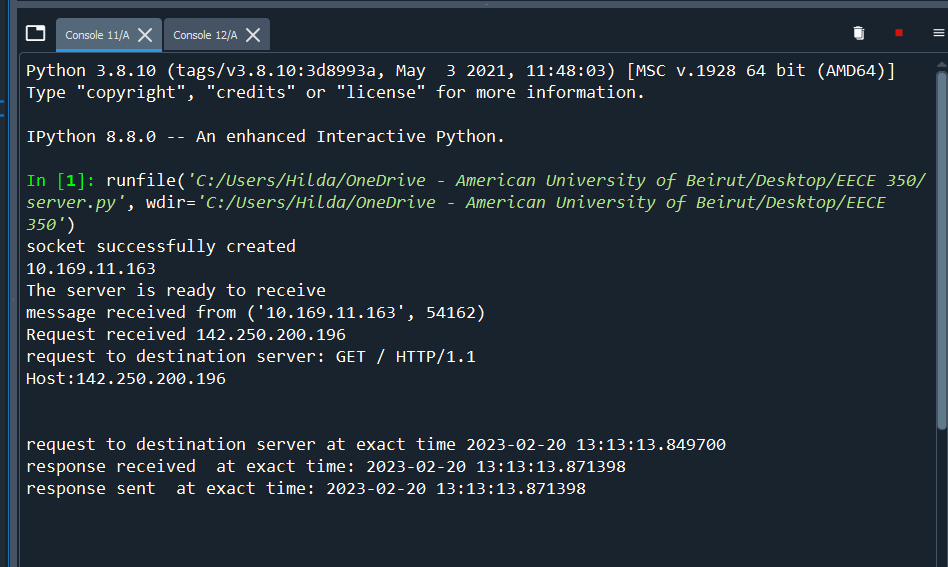 Console 11/A Console 12/A
Python 3.8.10 (tags/v3.8.10:3d8993a, May  3 2021, 11:48:03) [MSC v.1928 64 bit (AMD64)]
Type "copyright", "credits" or "license" for more information.
IPython 8.8.0 -- An enhanced Interactive Python.
In [1]: runfile('C:/Users/Hilda/OneDrive - American University of Beirut/Desktop/EECE 350/
server.py', wdir='C:/Users/Hilda/OneDrive - American University of Beirut/Desktop/EECE
350')
socket successfully created
10.169.11.163
The server is ready to receive
message received from ('10.169.11.163', 54162)
Request received 142.250.200.196
request to destination server: GET / HTTP/1.1
Host:142.250.200.196
request to destination server at exact time 2023-02-20 13:13:13.849700
response received  at exact time: 2023-02-20 13:13:13.871398
response sent  at exact time: 2023-02-20 13:13:13.871398